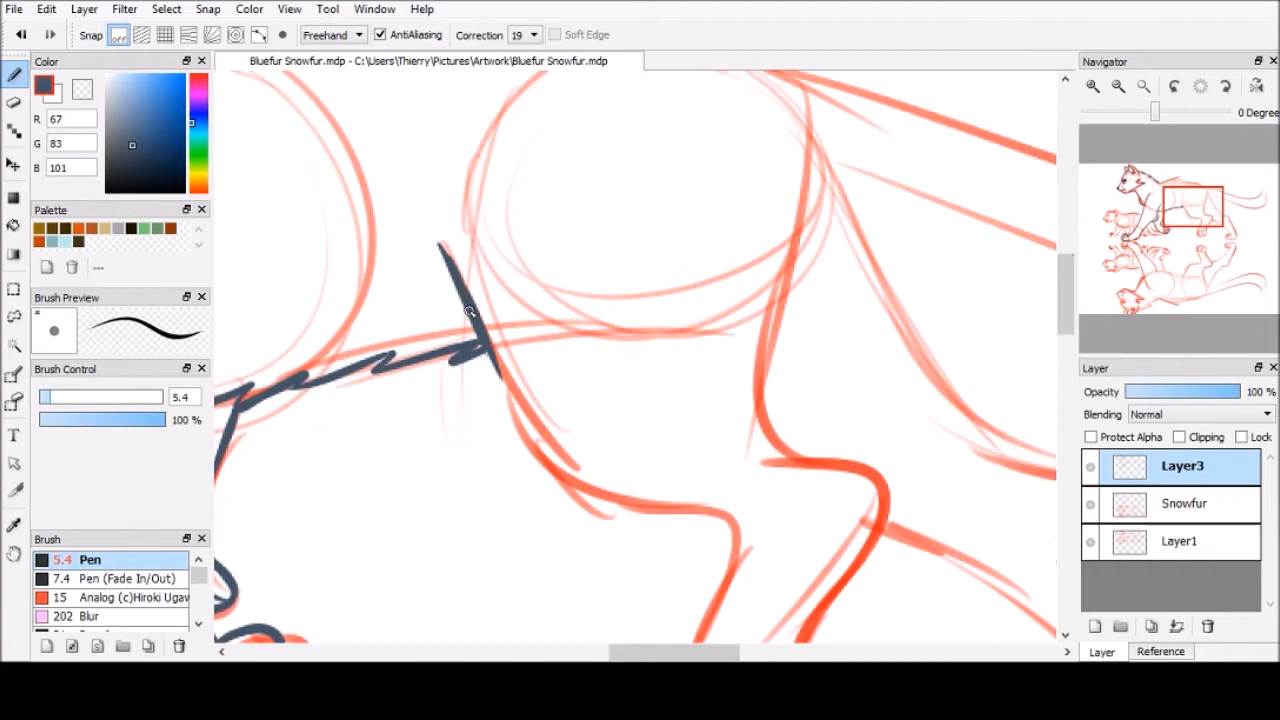 File Edit Layer Filter Select Snap Color View Tool Window Help
Snap off Freehand AntiAliasing Correction 19 Soft Edge
Color
Bluefur Snowfur.mdp - C:\Users\Thierry\Pictures\Artwork\Bluefur Snowfur.mdp
Navigator
R 67
G 83
B 101
0 Degree
Palette
---
Brush Preview
Brush Control
5.4
100 %
Layer
Opacity 100 %
Blending Normal
Protect Alpha Clipping Lock
Layer3
Snowfur
Layer1
Brush
5.4 Pen
7.4 Pen (Fade In/Out)
15 Analog (c)Hiroki Ugaw
202 Blur
Layer Reference